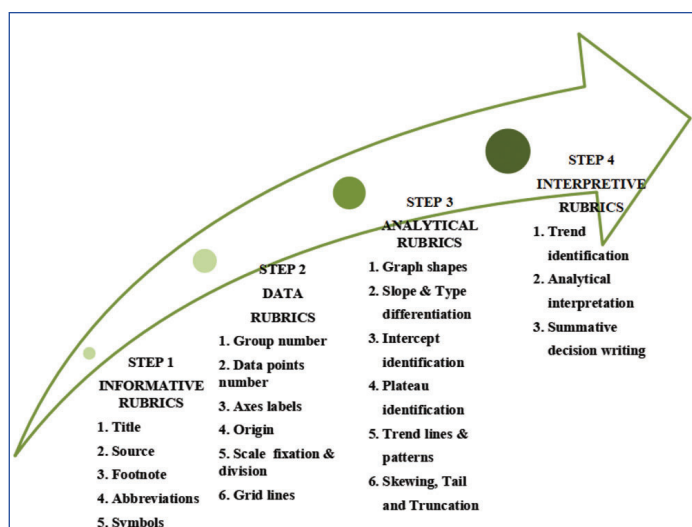 STEP 1
INFORMATIVE
RUBRICS
1. Title
2. Source
3. Footnote
4. Abbreviations
5. Symbols
STEP 2
DATA
RUBRICS
1. Group number
2. Data points
number
3. Axes labels
4. Origin
5. Scale fixation &
division
6. Grid lines
STEP 3
ANALYTICAL
RUBRICS
1. Graph shapes
2. Slope & Type
differentiation
3. Intercept
identification
4. Plateau
identification
5. Trend lines &
patterns
6. Skewing, Tail
and Truncation
STEP 4
INTERPRETIVE
RUBRICS
1. Trend
identification
2. Analytical
interpretation
3. Summative
decision writing